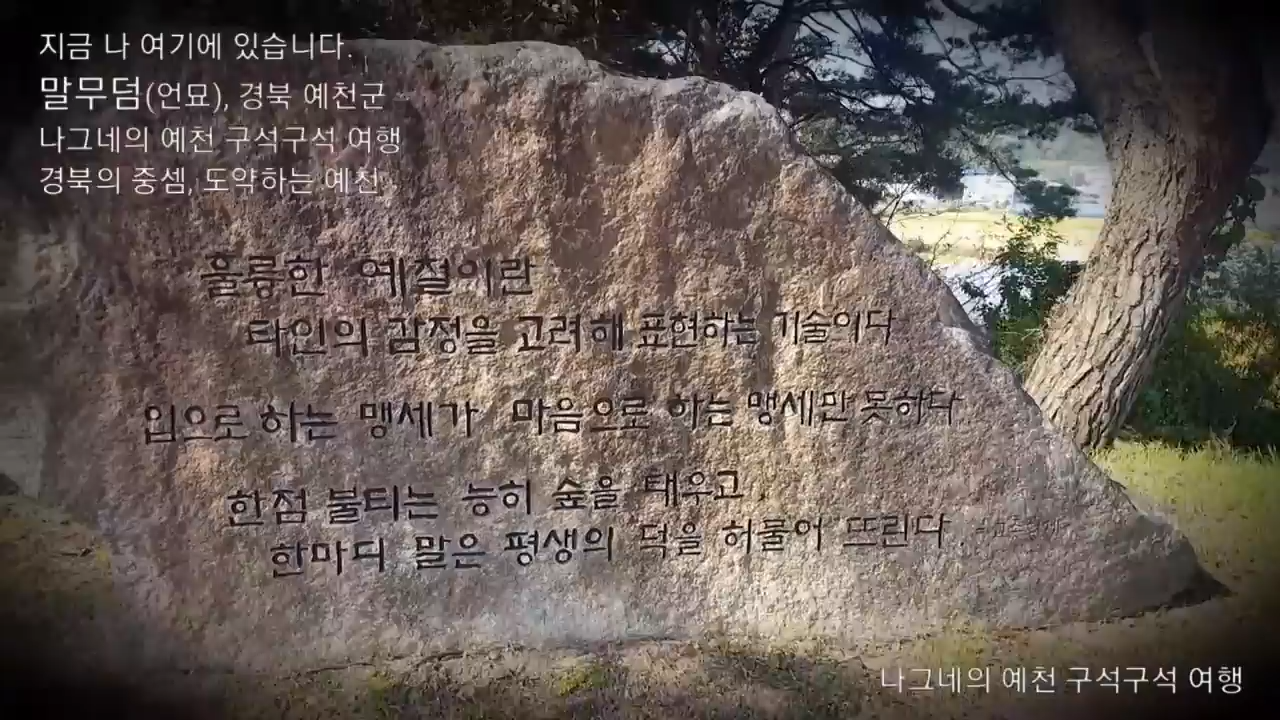 지금 나 여기에 있습니다.
말무덤(언묘), 경북 예천군
나그네의 예천 구석구석 여행
경북의 중셈, 도약하는 예천
훌륭한 예절이란
타인의 감정을 고려해 표현하는 기술이다
입으로 하는 맹세가 마음으로 하는 맹세만 못하다
한점 불티는 능히 숲을 태우고
한마디 말은 평생의 덕을 허물어 뜨린다
나그네의 예천 구석구석 여행